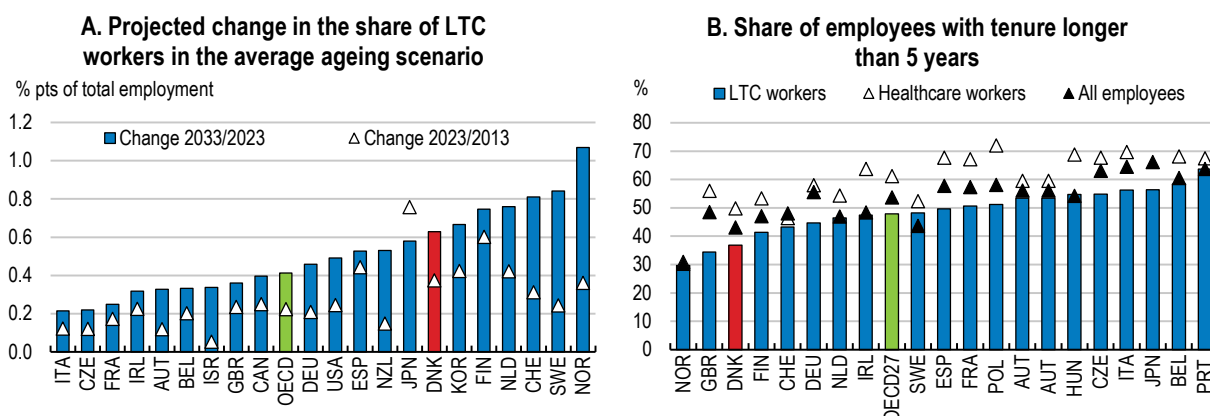 A. Projected change in the share of LTC
workers in the average ageing scenario
% pts of total employment
1.2
1.0
0.8
0.6
0.4
0.2
0.0
Change 2033/2023
Change 2023/2013
ITA
CZE
FRA
IRL
AUT
BEL
ISR
GBR
CAN
OECD
DEU
USA
ESP
NZL
JPN
DNK
KOR
FIN
NLD
CHE
SWE
NOR
B. Share of employees with tenure longer
than 5 years
%
LTC workers
Healthcare workers
All employees
80
70
60
50
40
30
20
10
0
NOR
GBR
DNK
FIN
CHE
DEU
NLD
IRL
OECD27
SWE
ESP
FRA
POL
AUT
AUT
HUN
CZE
ITA
JPN
BEL
PRT